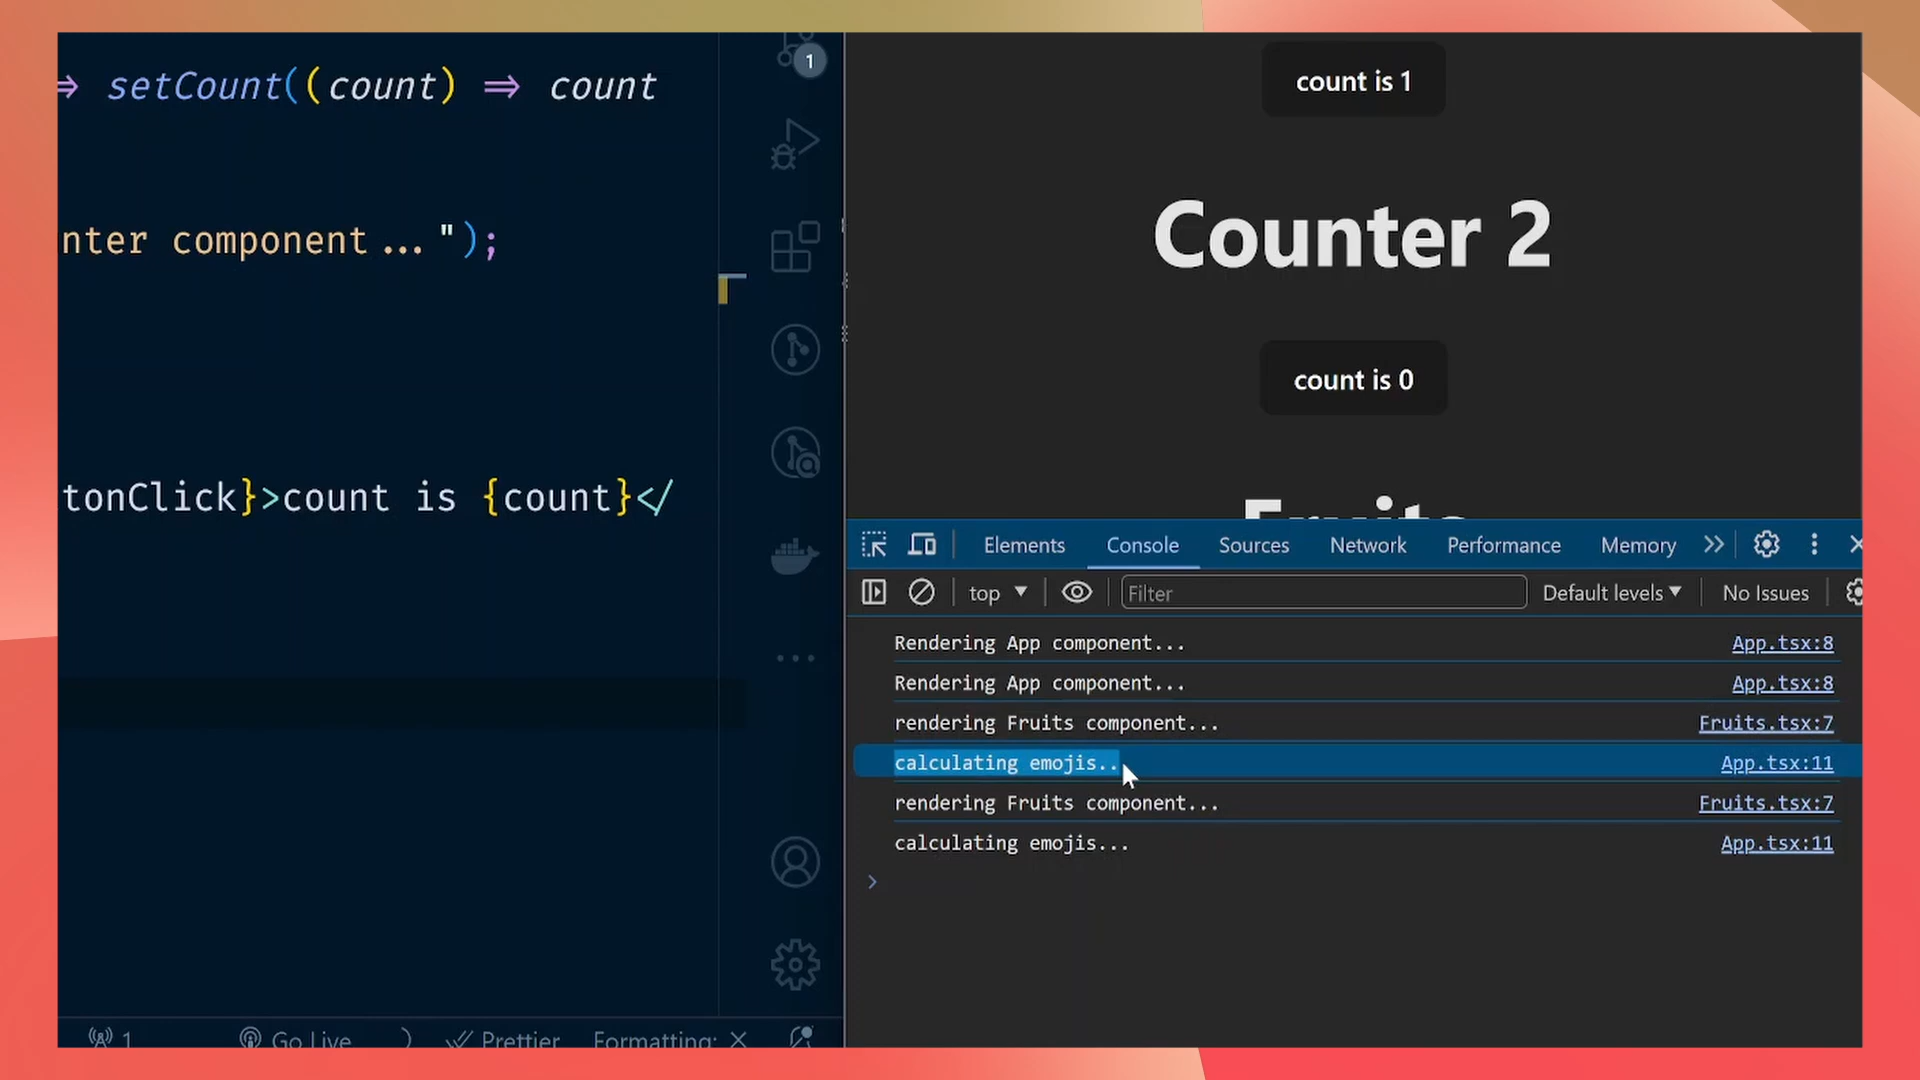 ⇒ setCount((count) ⇒ count
nter component...");
tonClick}>count is {count}</
1
1
Go Live
Prettier
Formatting: ✕
count is 1
Counter 2
count is 0
Fruits
Elements
Console
Sources
Network
Performance
Memory
top
Filter
Default levels
No Issues
Rendering App component... App.tsx:8
Rendering App component... App.tsx:8
rendering Fruits component... Fruits.tsx:7
calculating emojis.. App.tsx:11
rendering Fruits component... Fruits.tsx:7
calculating emojis... App.tsx:11